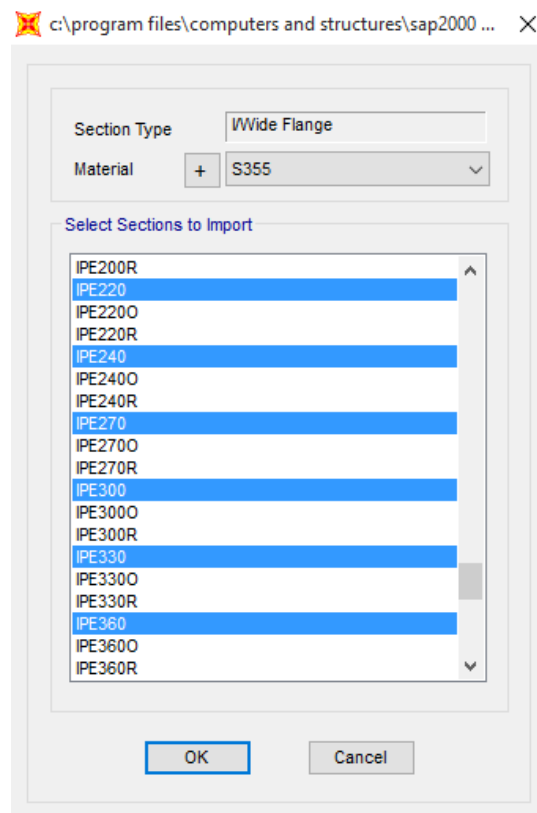 c:\program files\computers and structures\sap2000 ...
Section Type I/Wide Flange
Material + S355
Select Sections to Import
IPE200R
IPE220
IPE220O
IPE220R
IPE240
IPE240O
IPE240R
IPE270
IPE270O
IPE270R
IPE300
IPE300O
IPE300R
IPE330
IPE330O
IPE330R
IPE360
IPE360O
IPE360R
OK Cancel